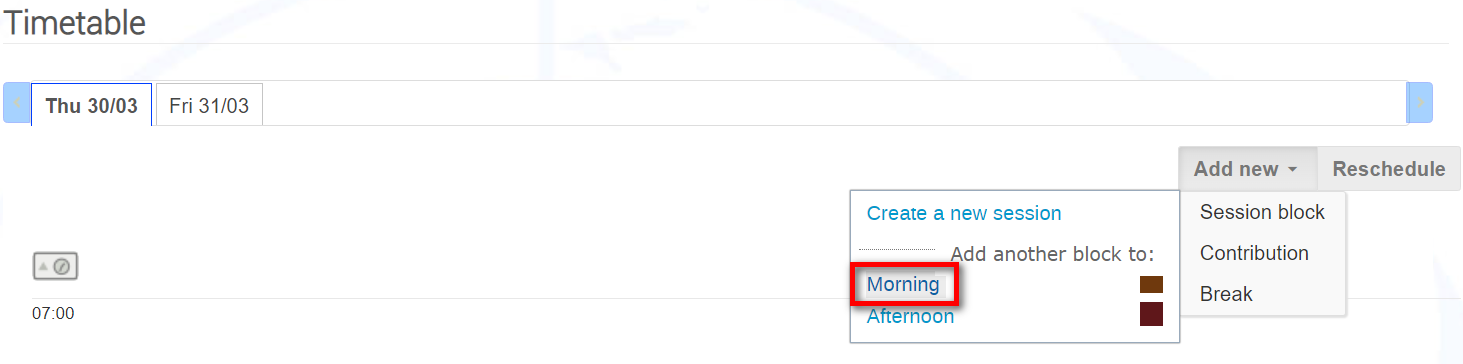 Timetable
Thu 30/03 Fri 31/03
Add new Reschedule
Create a new session
Session block
Add another block to:
Contribution
Morning
Break
Afternoon
07:00